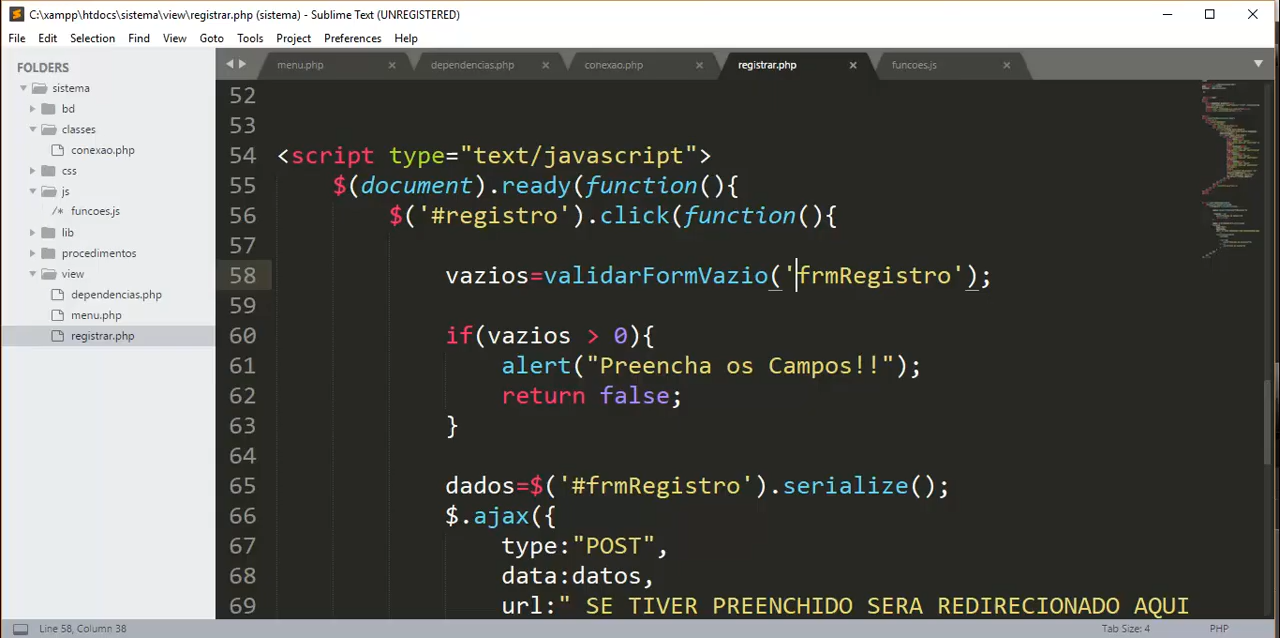 C:\xampp\htdocs\sistema\view\registrar.php (sistema) - Sublime Text (UNREGISTERED)
File Edit Selection Find View Goto Tools Project Preferences Help
FOLDERS
sistema
bd
classes
conexao.php
css
js
/* funcoes.js
lib
procedimentos
view
dependencias.php
menu.php
registrar.php
menu.php × dependencias.php × conexao.php × registrar.php × funcoes.js ×
52
53
54 <script type="text/javascript">
55 $(document).ready(function(){
56 $('#registro').click(function(){
57
58 vazios=validarFormVazio('frmRegistro');
59
60 if(vazios > 0){
61 alert("Preencha os Campos!!");
62 return false;
63 }
64
65 dados=$('#frmRegistro').serialize();
66 $.ajax({
67 type:"POST",
68 data:datos,
69 url:" SE TIVER PREENCHIDO SERA REDIRECIONADO AQUI
Line 58, Column 38
Tab Size: 4
PHP